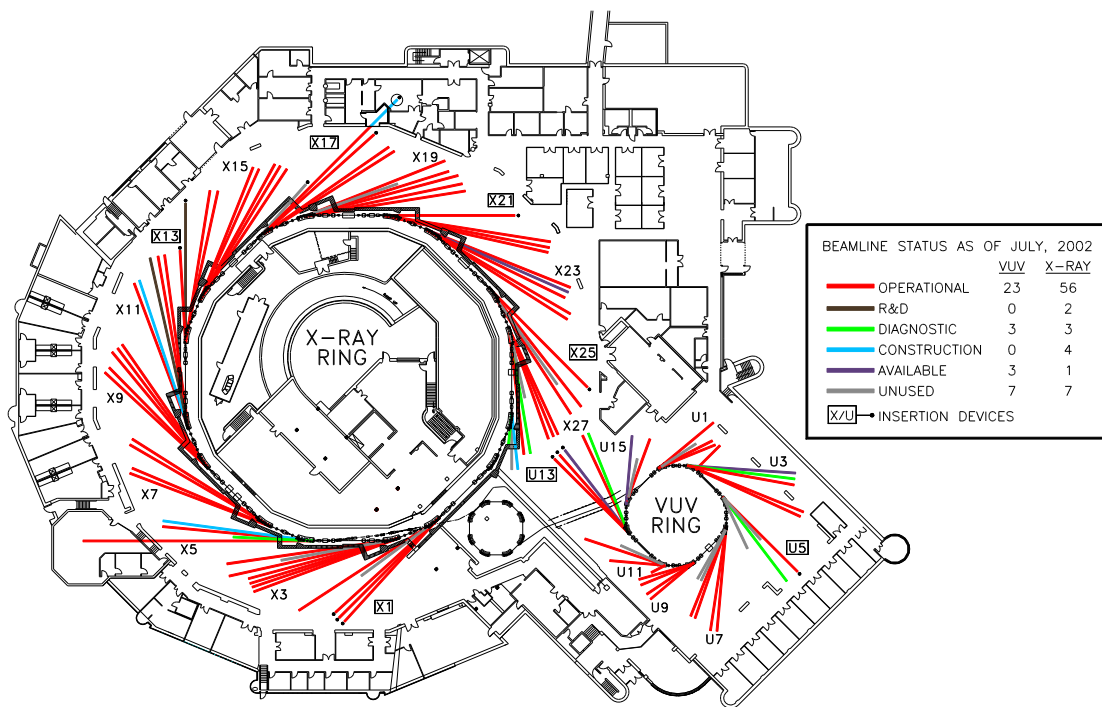 X17
X19
X15
X21
X13
X23
X11
X-RAY
RING
X25
X9
X27
U15
U1
U3
U13
X7
VUV
RING
X5
U5
U11
X3
U9
X1
U7
BEAMLINE STATUS AS OF JULY, 2002
VUV X-RAY
OPERATIONAL 23 56
R&D 0 2
DIAGNOSTIC 3 3
CONSTRUCTION 0 4
AVAILABLE 3 1
UNUSED 7 7
X/U INSERTION DEVICES